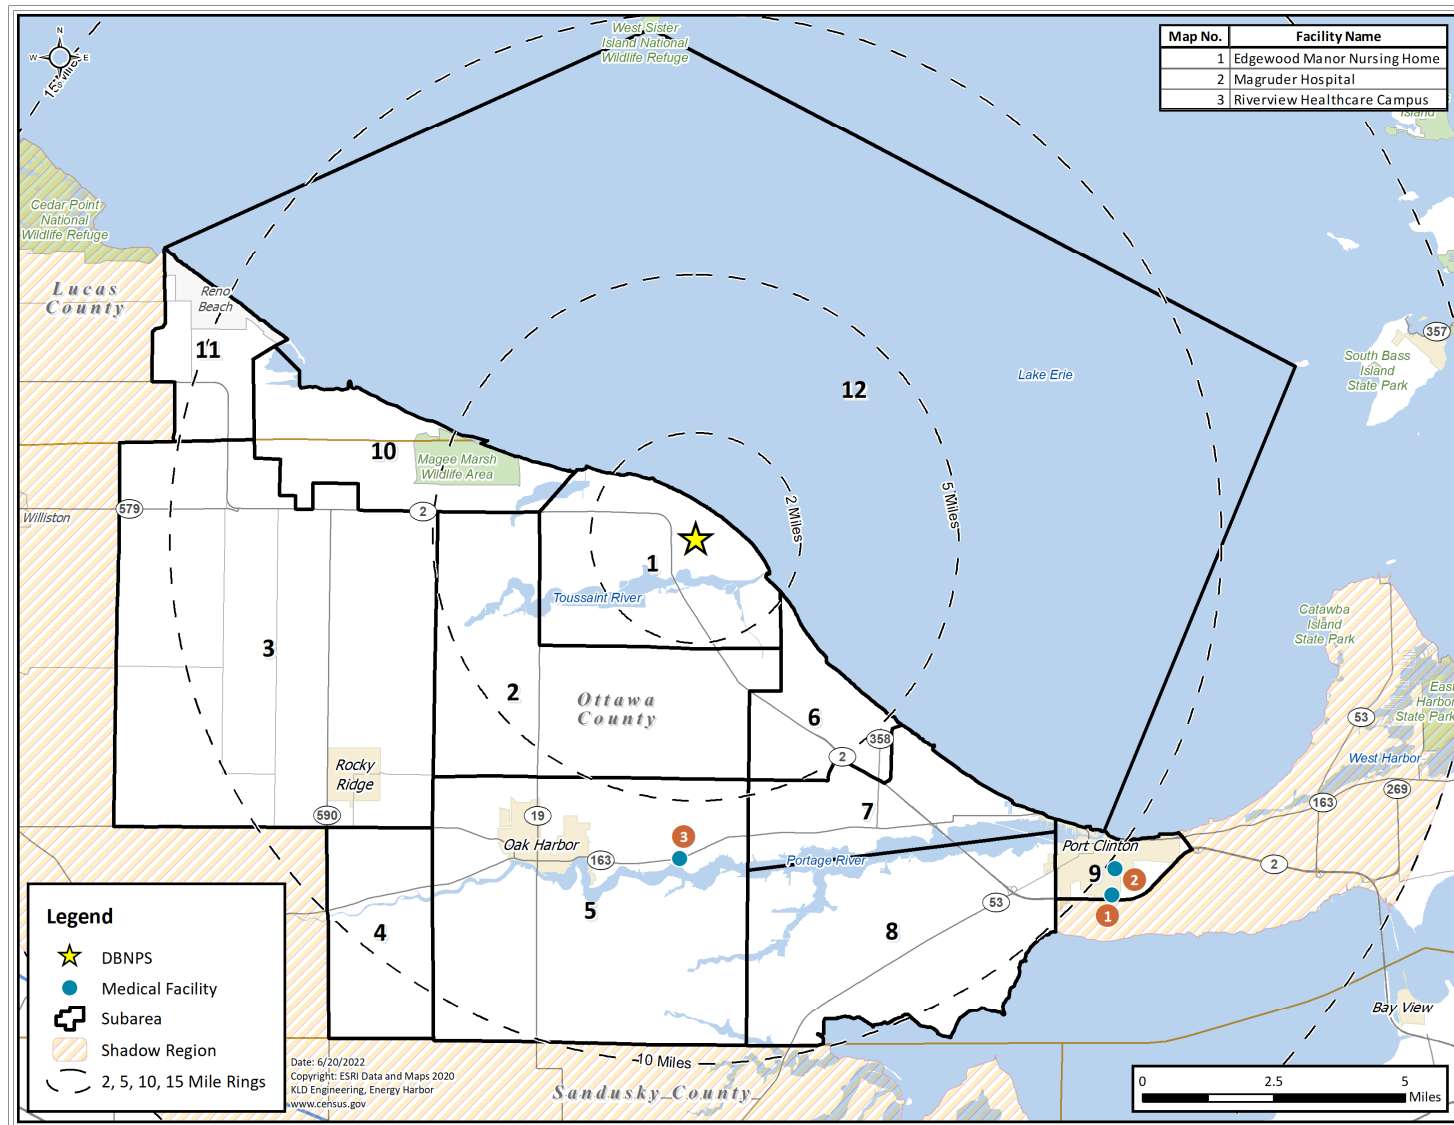 West Sister
Island National
Wildlife Refuge
N
W
E
S
Map No. Facility Name
1 Edgewood Manor Nursing Home
2 Magruder Hospital
3 Riverview Healthcare Campus
Island
Cedar Point
National
Wildlife Refuge
Lucas
County
Reno
Beach
11
357
South Bass
Island
State Park
Lake Erie
12
10
Magee Marsh
Wildlife Area
579
2
Williston
2 Miles
5 Miles
1
Toussaint River
Catawba
Island
State Park
3
2
Ottawa
County
6
358
2
53
East
Harbor
State Park
West Harbor
Rocky
Ridge
590
19
7
163
269
3
Oak Harbor
163
Portage River
Port Clinton
9
2
2
53
1
5
4
8
Bay View
10 Miles
Sandusky County
Legend
DBNPS
Medical Facility
Subarea
Shadow Region
2, 5, 10, 15 Mile Rings
Date: 6/20/2022
Copyright: ESRI Data and Maps 2020
KLD Engineering, Energy Harbor
www.census.gov
0 2.5 5
Miles